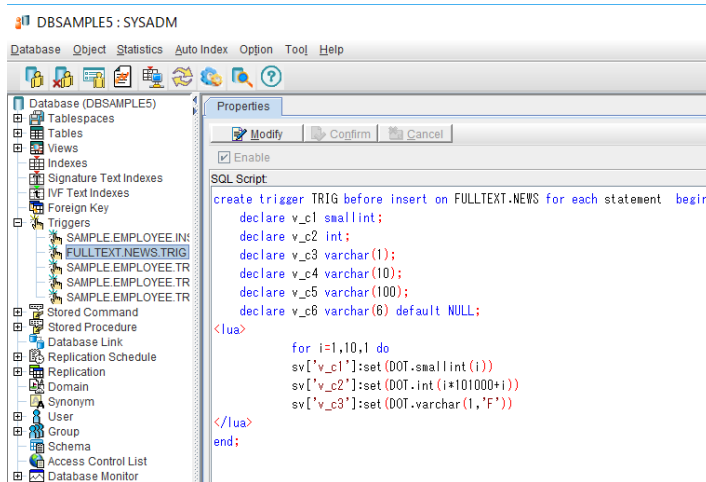 DBSAMPLE5 : SYSADM
Database Object Statistics Auto Index Option Tool Help
Database (DBSAMPLE5)
Tablespaces
Tables
Views
Indexes
Signature Text Indexes
IVF Text Indexes
Foreign Key
Triggers
SAMPLE.EMPLOYEE.INS
FULLTEXT.NEWS.TRIG
SAMPLE.EMPLOYEE.TR
SAMPLE.EMPLOYEE.TR
SAMPLE.EMPLOYEE.TR
Stored Command
Stored Procedure
Database Link
Replication Schedule
Replication
Domain
Synonym
User
Group
Schema
Access Control List
Database Monitor
Properties
Modify Confirm Cancel
Enable
SQL Script:
create trigger TRIG before insert on FULLTEXT.NEWS for each statement begin
declare v_c1 smallint;
declare v_c2 int;
declare v_c3 varchar(1);
declare v_c4 varchar(10);
declare v_c5 varchar(100);
declare v_c6 varchar(6) default NULL;
<lua>
for i=1,10,1 do
sv['v_c1']:set(DOT.smallint(i))
sv['v_c2']:set(DOT.int(i*101000+i))
sv['v_c3']:set(DOT.varchar(1,'F'))
</lua>
end;